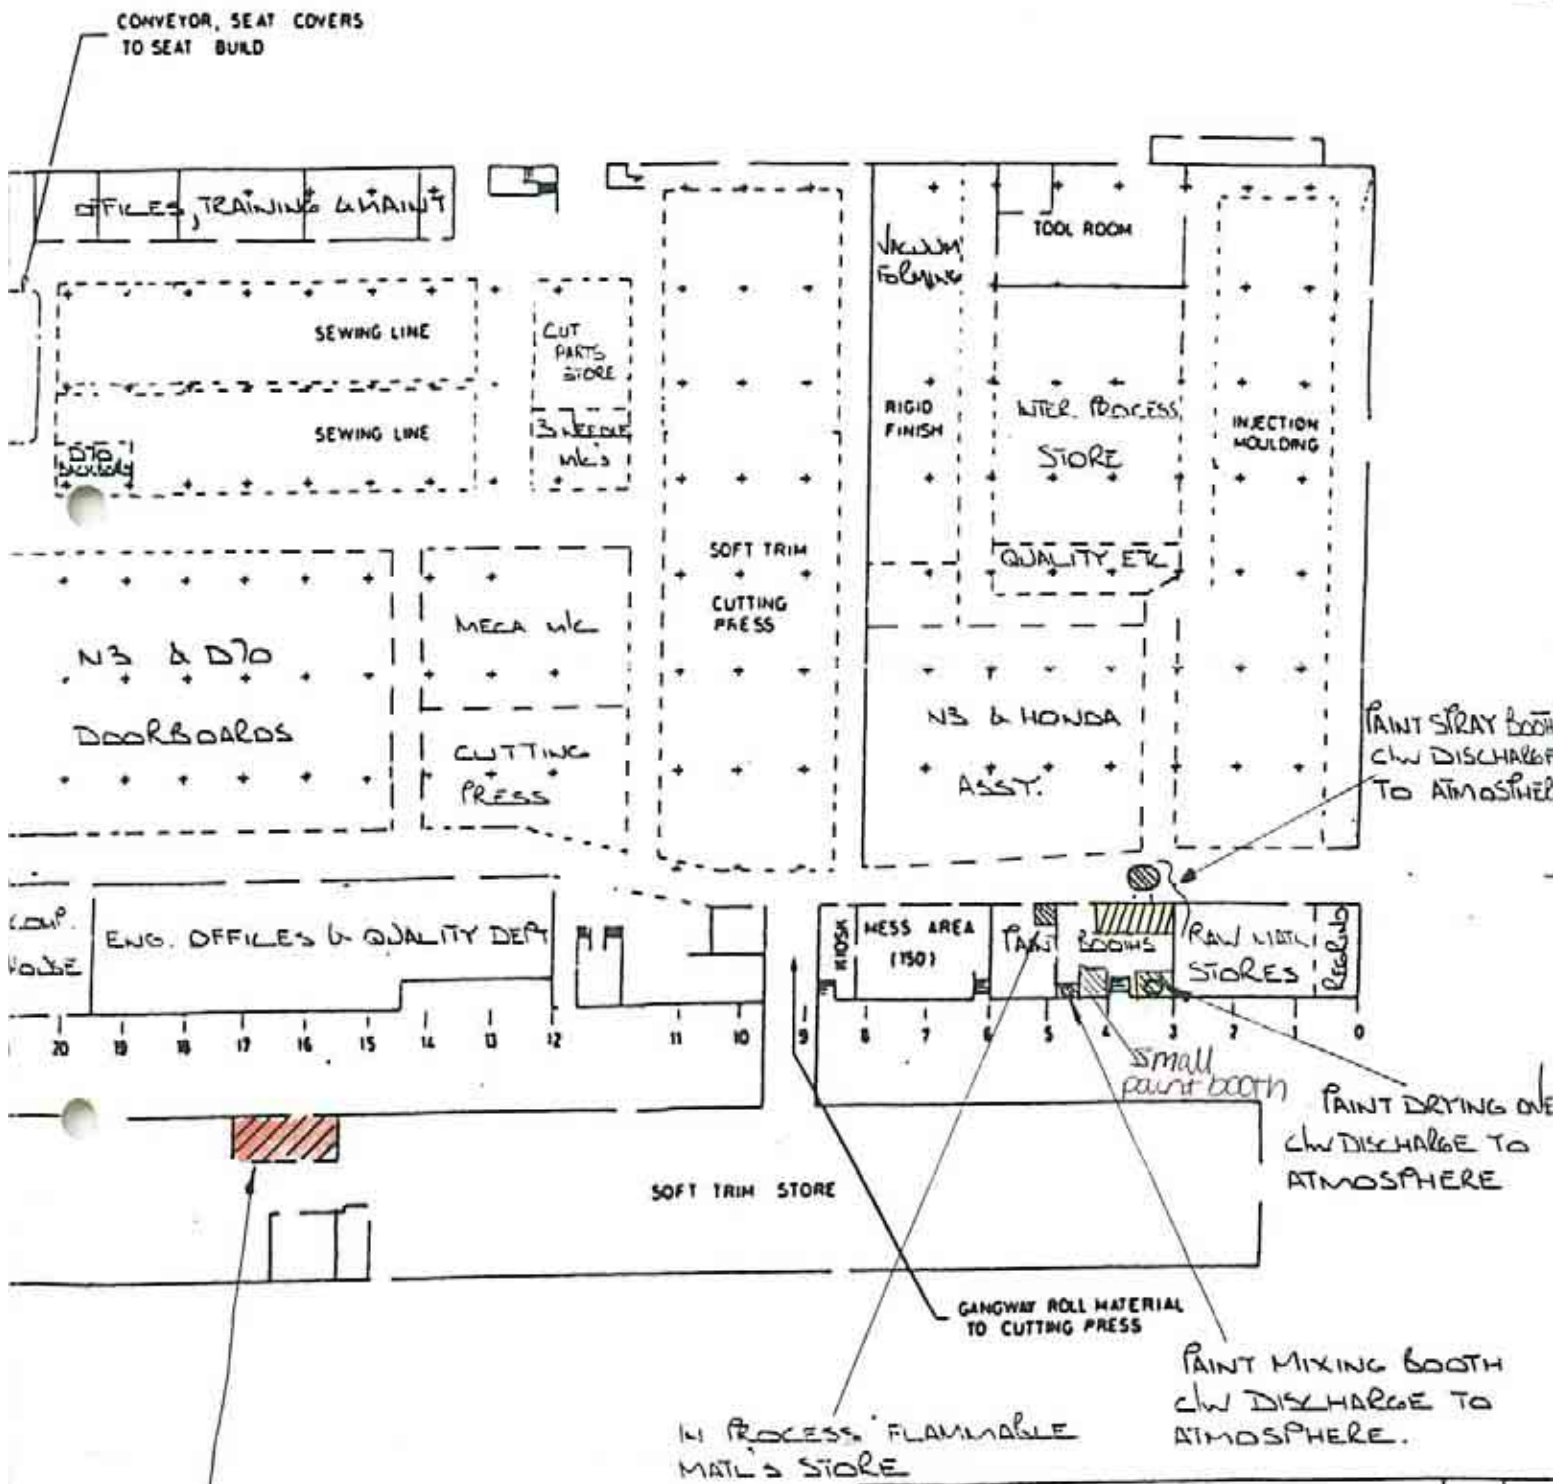 CONVEYOR, SEAT COVERS
TO SEAT BUILD
OFFICES, TRAINING & MAINT
TOOL ROOM
VACUUM
FORMING
SEWING LINE
CUT
PARTS
STORE
SEWING LINE
3 NEEDLE
M/C'S
D70
BACKBOARD
RIGID
FINISH
INTER. PROCESS
STORE
INJECTION
MOULDING
SOFT TRIM
CUTTING
PRESS
QUALITY ETC
MECA M/C
N3 & D70
DOORBOARDS
CUTTING
PRESS
N3 & HONDA
ASSY.
PAINT SPRAY BOOTH
C/W DISCHARGE
TO ATMOSPHERE
COMP.
HOUSE
ENG. OFFICES & QUALITY DEPT
KIOSK
MESS AREA
(150)
PAINT BOOTHS
RAW MATL
STORES
REGRIND
20 19 18 17 16 15 14 13 12 11 10 9 8 7 6 5 4 3 2 1 0
Small
paint booth
PAINT DRYING OVE
C/W DISCHARGE TO
ATMOSPHERE
SOFT TRIM STORE
GANGWAY ROLL MATERIAL
TO CUTTING PRESS
PAINT MIXING BOOTH
C/W DISCHARGE TO
ATMOSPHERE.
IN PROCESS FLAMMABLE
MATL'S STORE